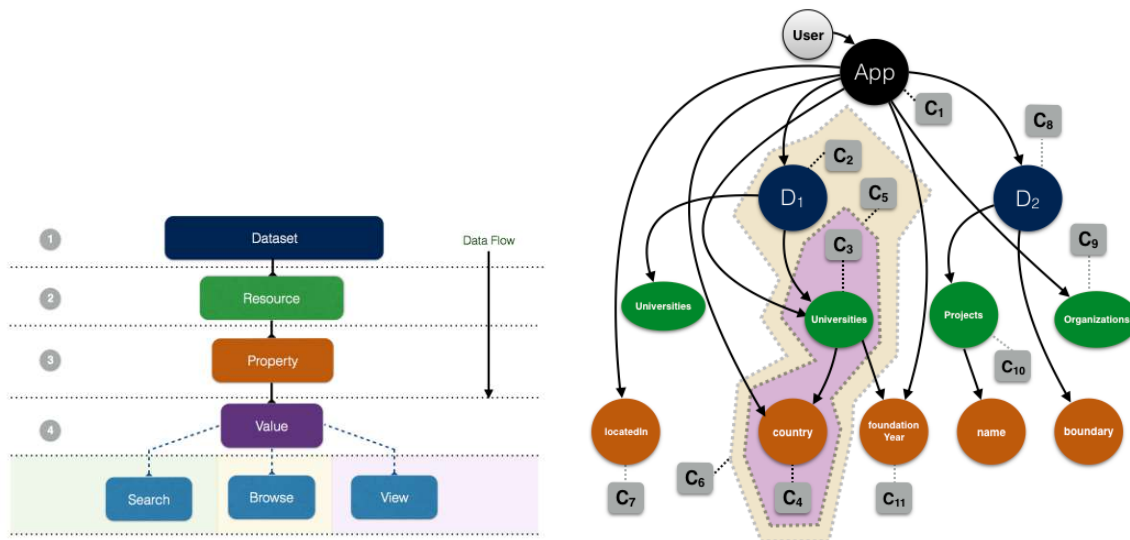 1
Dataset
Data Flow
2
Resource
3
Property
4
Value
Search
Browse
View
User
App
C1
C8
C2
D1
C5
D2
C3
C9
Universities
Universities
Projects
Organizations
C10
locatedIn
country
foundation
Year
name
boundary
C6
C7
C4
C11